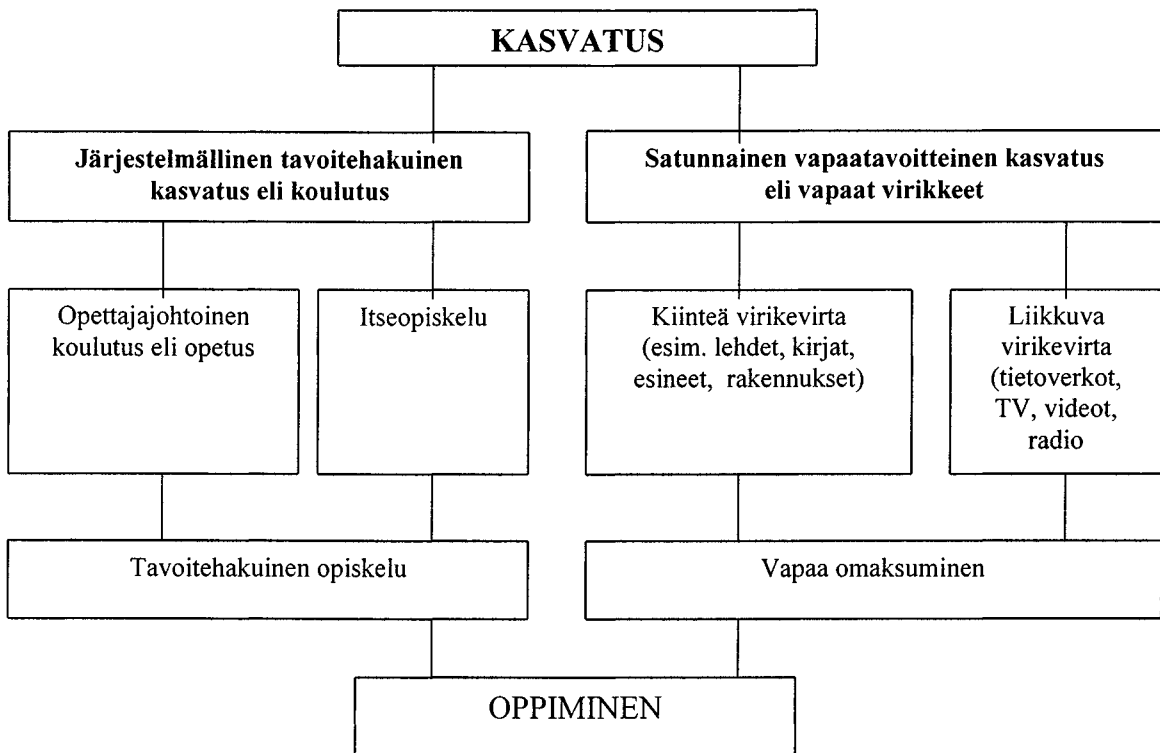 KASVATUS
Järjestelmällinen tavoitehakuinen
kasvatus eli koulutus
Satunnainen vapaatavoitteinen kasvatus
eli vapaat virikkeet
Opettajajohtoinen
koulutus eli opetus
Itseopiskelu
Kiinteä virikevirta
(esim. lehdet, kirjat,
esineet, rakennukset)
Liikkuva
virikevirta
(tietoverkot,
TV, videot,
radio
Tavoitehakuinen opiskelu
Vapaa omaksuminen
OPPIMINEN